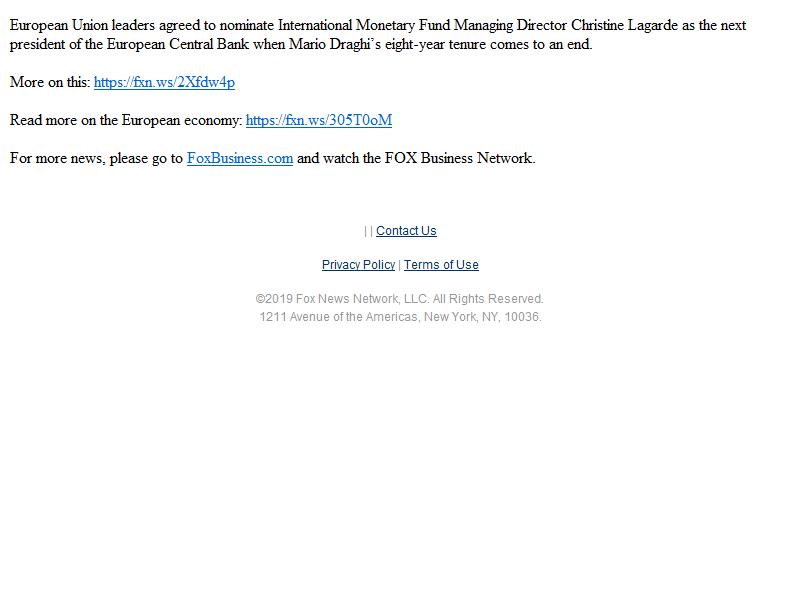 European Union leaders agreed to nominate International Monetary Fund Managing Director Christine Lagarde as the next
president of the European Central Bank when Mario Draghi’s eight-year tenure comes to an end.
More on this: https://fxn.ws/2Xfdw4p
Read more on the European economy: https://fxn.ws/305T0oM
For more news, please go to FoxBusiness.com and watch the FOX Business Network.
| | Contact Us
Privacy Policy | Terms of Use
©2019 Fox News Network, LLC. All Rights Reserved.
1211 Avenue of the Americas, New York, NY, 10036.